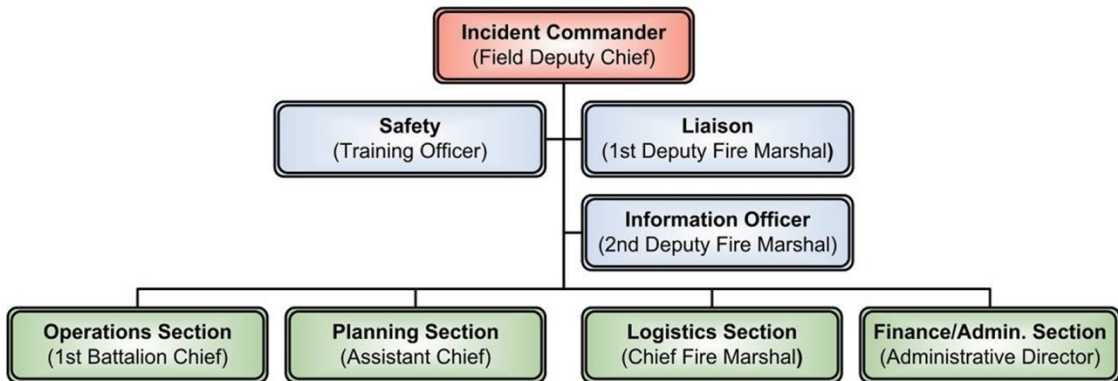 Incident Commander
(Field Deputy Chief)
Safety
(Training Officer)
Liaison
(1st Deputy Fire Marshal)
Information Officer
(2nd Deputy Fire Marshal)
Operations Section
(1st Battalion Chief)
Planning Section
(Assistant Chief)
Logistics Section
(Chief Fire Marshal)
Finance/Admin. Section
(Administrative Director)